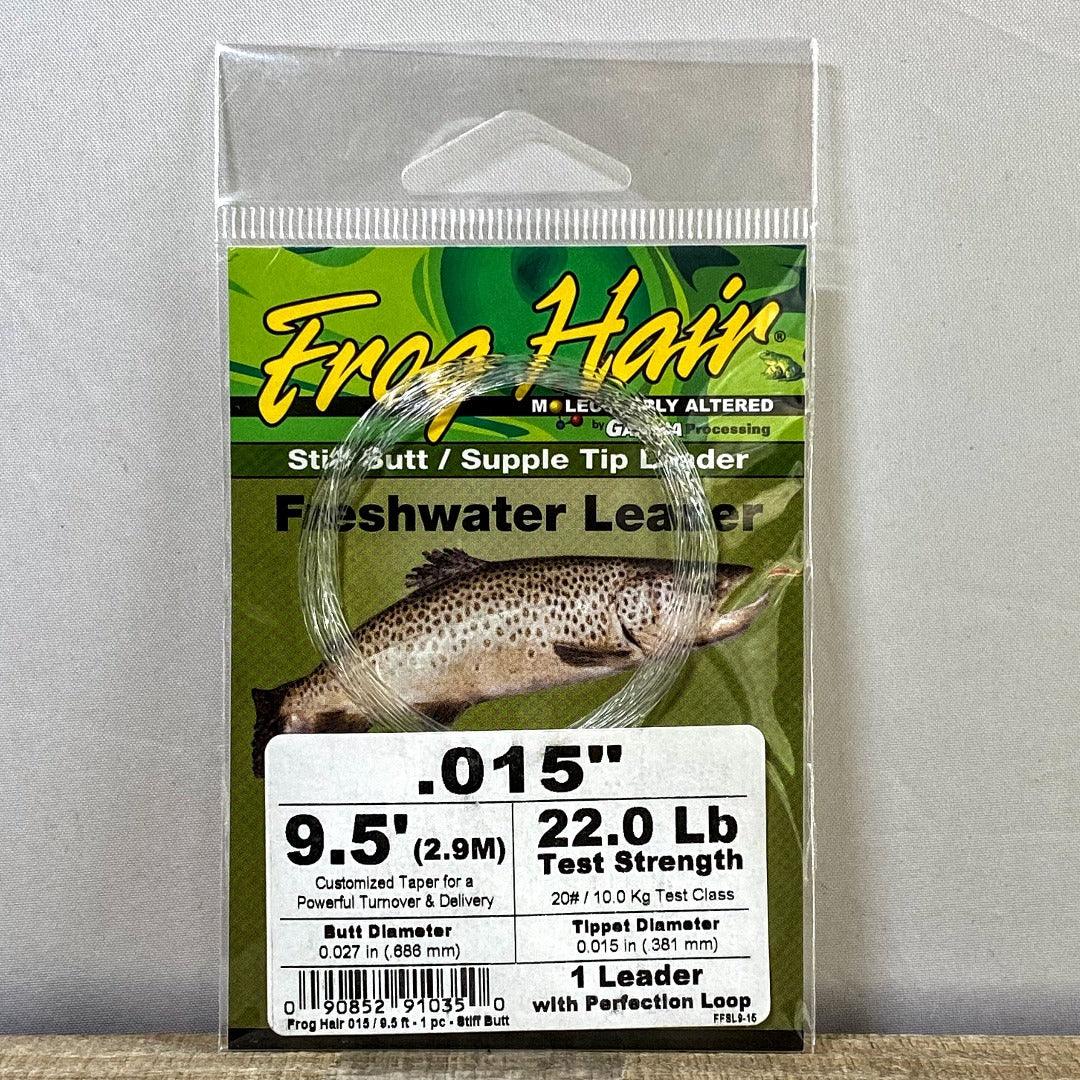 Frog Hair®
MOLECULARLY ALTERED
by GAMMA Processing
Stiff Butt / Supple Tip Leader
Freshwater Leader
.015"
9.5' (2.9M)
Customized Taper for a
Powerful Turnover & Delivery
22.0 Lb
Test Strength
20# / 10.0 Kg Test Class
Butt Diameter
0.027 in (.686 mm)
Tippet Diameter
0.015 in (.381 mm)
0 90852 91035 0
Frog Hair 015 / 9.5 ft - 1 pc - Stiff Butt
1 Leader
with Perfection Loop
FFSL9-15